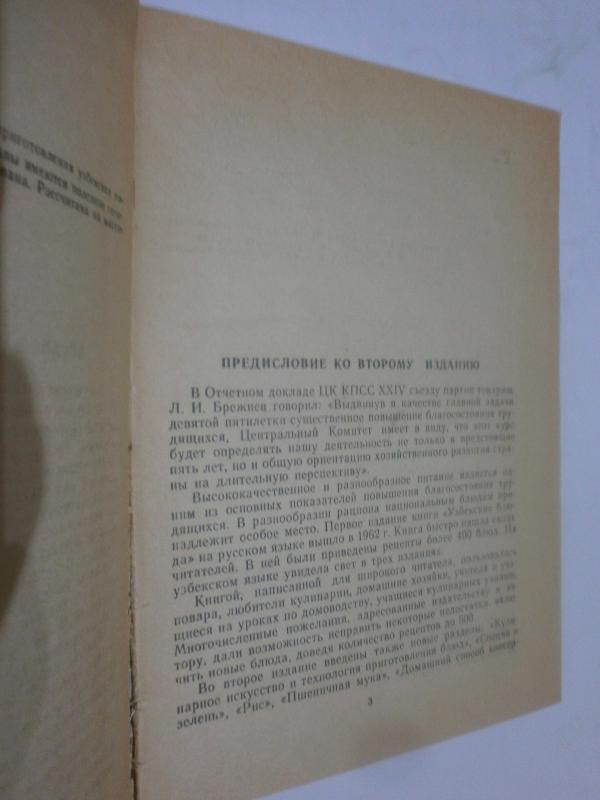 приготовления узбекских
имеются полезные
Рассчитана на
ПРЕДИСЛОВИЕ КО ВТОРОМУ ИЗДАНИЮ
В Отчетном докладе ЦК КПСС XXIV съезду партии товарищ
Л. И. Брежнев говорил: «Выдвинув в качестве главной задачи
девятой пятилетки существенное повышение благосостояния тру-
дящихся, Центральный Комитет имеет в виду, что этот курс
будет определять нашу деятельность не только в предстоящие
пять лет, но и общую ориентацию хозяйственного развития стра-
ны на длительную перспективу».
Высококачественное и разнообразное питание является од-
ним из основных показателей повышения благосостояния тру-
дящихся. В разнообразии рациона национальным блюдам при-
надлежит особое место. Первое издание книги «Узбекские блю-
да» на русском языке вышло в 1962 г. Книга быстро нашла своих
читателей. В ней были приведены рецепты более 400 блюд. На
узбекском языке увидела свет в трех изданиях.
Книгой, написанной для широкого читателя, пользовались
повара, любители кулинарии, домашние хозяйки, учителя и уча-
щиеся на уроках по домоводству, учащиеся кулинарных училищ.
Многочисленные пожелания, адресованные издательству и ав-
тору, дали возможность исправить некоторые недостатки, вклю-
чить новые блюда, доведя количество рецептов до 500.
Во второе издание введены также новые разделы: «Кули-
нарное искусство и технология приготовления блюд», «Специи и
зелень», «Рис», «Пшеничная мука», «Домашний способ
3